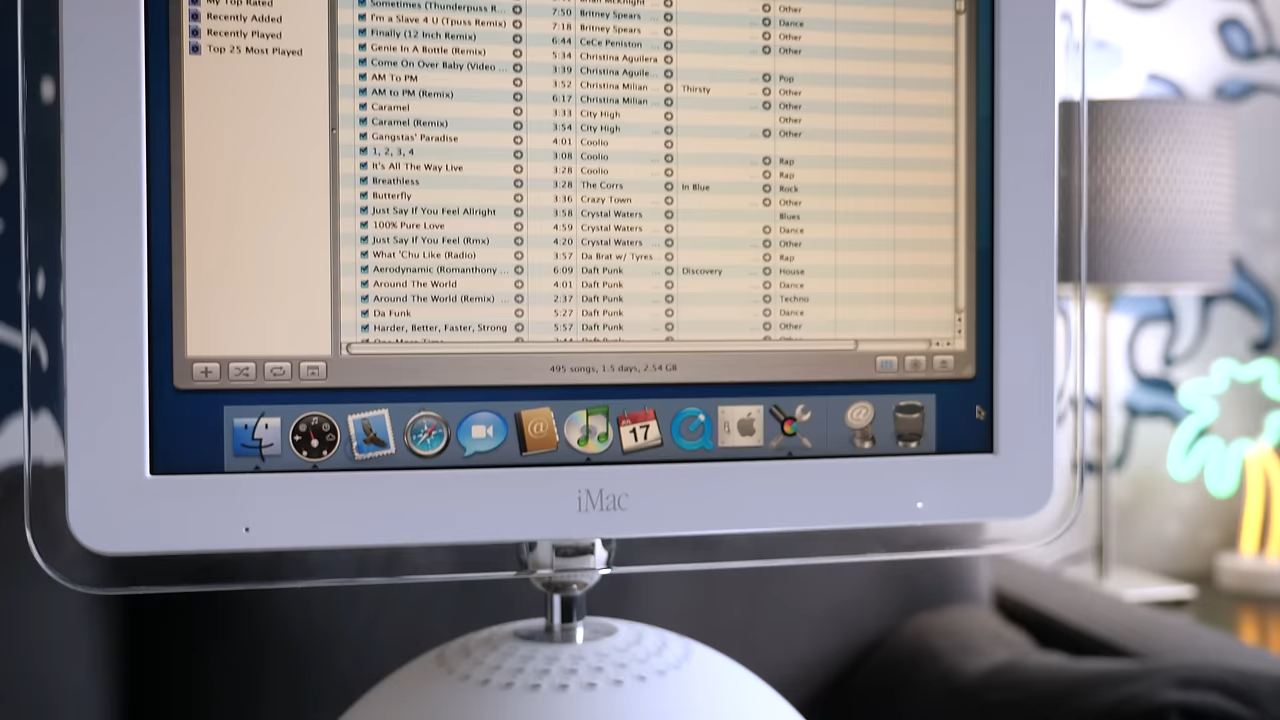 My Top Rated
Recently Added
Recently Played
Top 25 Most Played
Brian McKnight Other
Sometimes (Thunderpuss R... 7:50 Britney Spears Dance
I'm a Slave 4 U (Tpuss Remix) 7:18 Britney Spears Other
Finally (12 Inch Remix) 6:44 CeCe Peniston Other
Genie In A Bottle (Remix) 5:34 Christina Aguilera
Come On Over Baby (Video ... 3:39 Christina Aguile... Pop
AM To PM 3:52 Christina Milian Thirsty Other
AM to PM (Remix) 6:17 Christina Milian Other
Caramel 3:33 City High Other
Caramel (Remix) 3:54 City High Other
Gangstas' Paradise 4:01 Coolio
1, 2, 3, 4 3:08 Coolio Rap
It's All The Way Live 3:28 Coolio Rap
Breathless 3:28 The Corrs In Blue Rock
Butterfly 3:36 Crazy Town Other
Just Say If You Feel Alright 3:58 Crystal Waters Blues
100% Pure Love 4:59 Crystal Waters Dance
Just Say If You Feel (Rmx) 4:20 Crystal Waters Other
What 'Chu Like (Radio) 3:57 Da Brat w/ Tyres... Rap
Aerodynamic (Romanthony ... 6:09 Daft Punk Discovery House
Around The World 4:01 Daft Punk Dance
Around The World (Remix) ... 2:37 Daft Punk Techno
Da Funk 5:27 Daft Punk Dance
Harder, Better, Faster, Strong 5:57 Daft Punk Other
One More Time Daft Punk
495 songs, 1.5 days, 2.54 GB
JUL
17
iMac